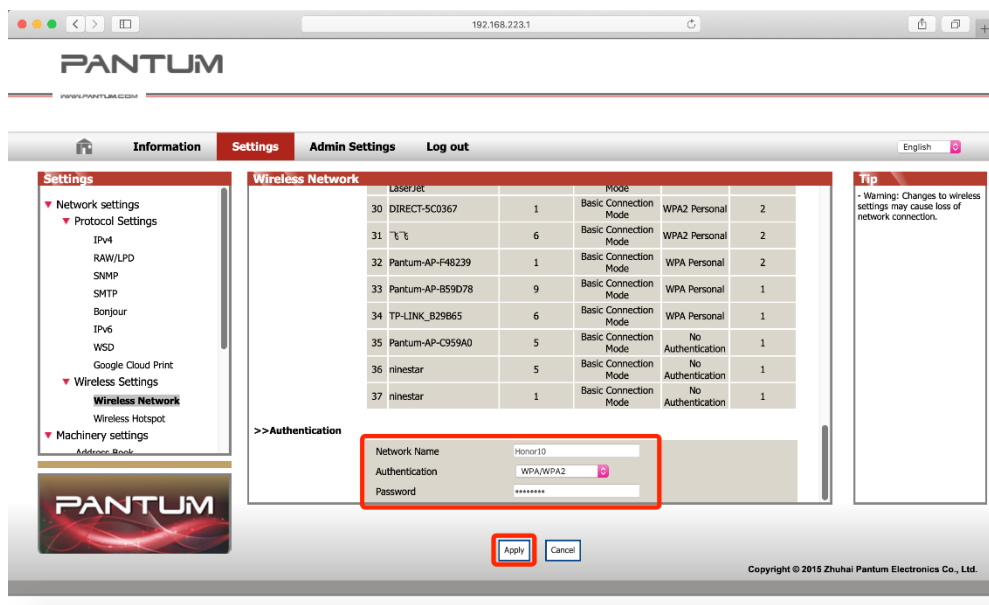 192.168.223.1
PANTUM
WWW.PANTUM.COM
Information Settings Admin Settings Log out English
Settings
Network settings
Protocol Settings
IPv4
RAW/LPD
SNMP
SMTP
Bonjour
IPv6
WSD
Google Cloud Print
Wireless Settings
Wireless Network
Wireless Hotspot
Machinery settings
Address Book
PANTUM
Wireless Network
LaserJet Mode
30 DIRECT-5C0367 1 Basic Connection Mode WPA2 Personal 2
31 6 Basic Connection Mode WPA2 Personal 2
32 Pantum-AP-F48239 1 Basic Connection Mode WPA Personal 2
33 Pantum-AP-B59D78 9 Basic Connection Mode WPA Personal 1
34 TP-LINK_B29B65 6 Basic Connection Mode WPA Personal 1
35 Pantum-AP-C959A0 5 Basic Connection Mode No Authentication 1
36 ninestar 5 Basic Connection Mode No Authentication 1
37 ninestar 1 Basic Connection Mode No Authentication 1
>>Authentication
Network Name Honor10
Authentication WPA/WPA2
Password ••••••••
Apply Cancel
Tip
- Warning: Changes to wireless
settings may cause loss of
network connection.
Copyright © 2015 Zhuhai Pantum Electronics Co., Ltd.